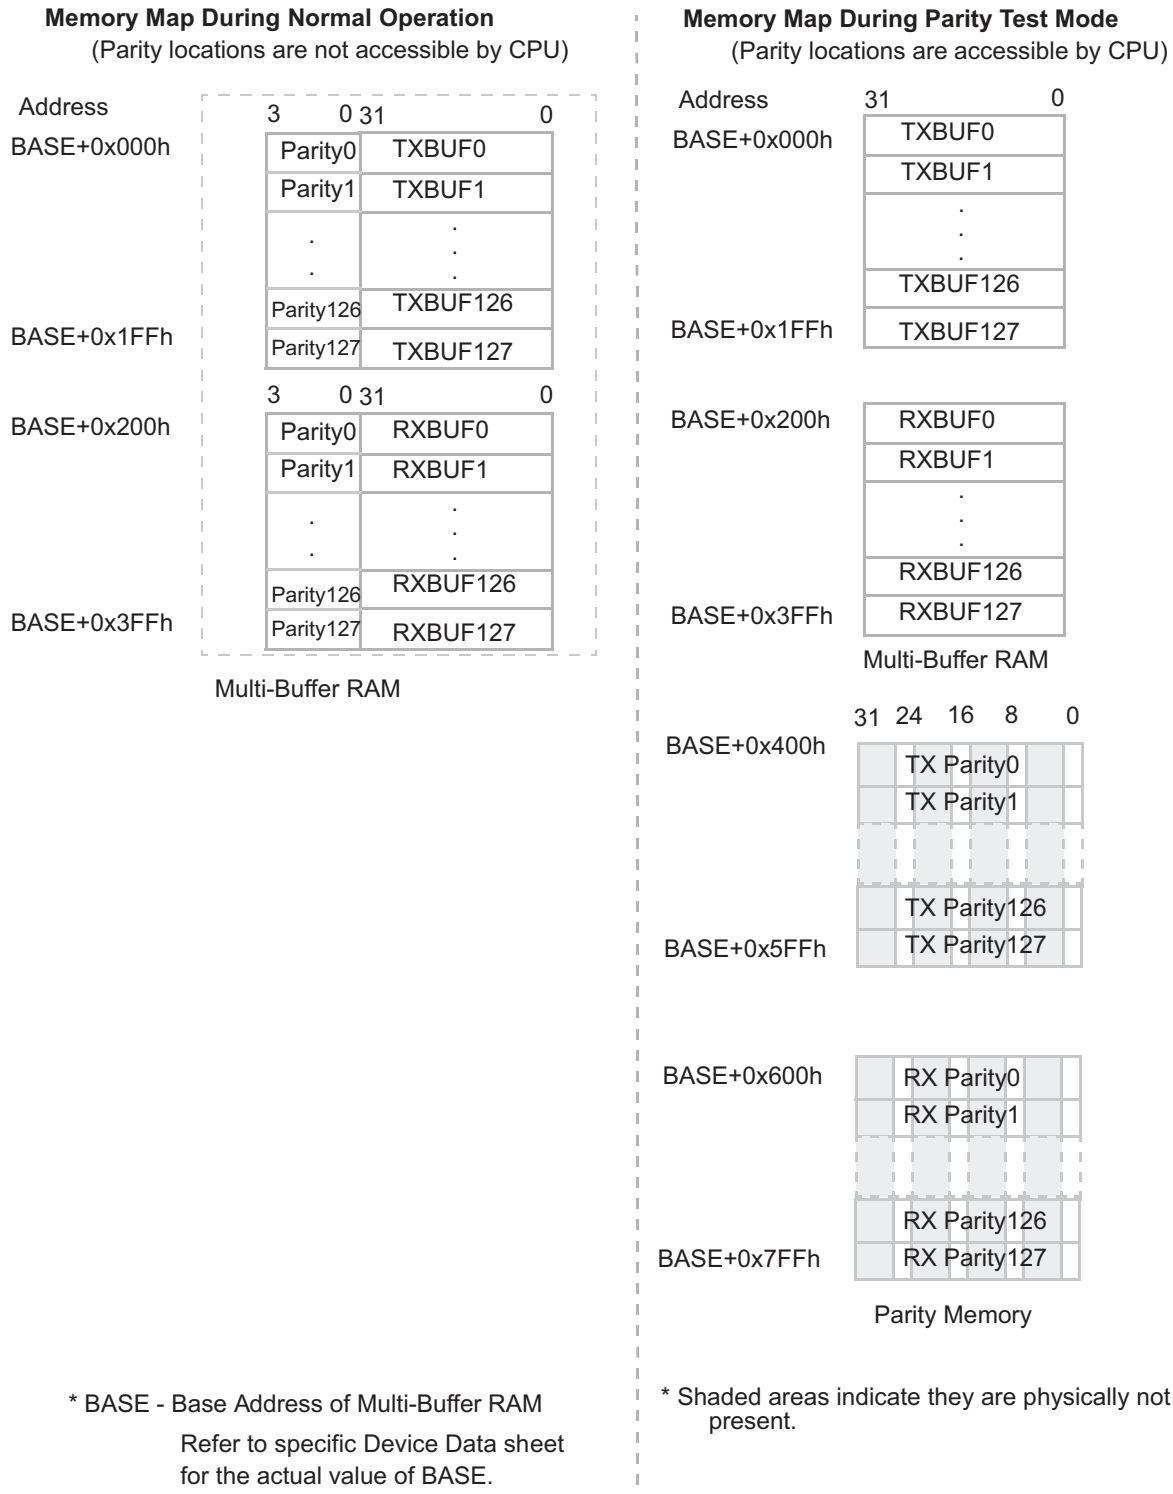 Memory Map During Normal Operation
(Parity locations are not accessible by CPU)
Address
3 0 31 0
BASE+0x000h
Parity0 TXBUF0
Parity1 TXBUF1
. .
. .
.
Parity126 TXBUF126
BASE+0x1FFh
Parity127 TXBUF127
3 0 31 0
BASE+0x200h
Parity0 RXBUF0
Parity1 RXBUF1
. .
. .
.
Parity126 RXBUF126
BASE+0x3FFh
Parity127 RXBUF127
Multi-Buffer RAM
* BASE - Base Address of Multi-Buffer RAM
Refer to specific Device Data sheet
for the actual value of BASE.
Memory Map During Parity Test Mode
(Parity locations are accessible by CPU)
Address
31 0
BASE+0x000h
TXBUF0
TXBUF1
.
.
.
TXBUF126
BASE+0x1FFh
TXBUF127
BASE+0x200h
RXBUF0
RXBUF1
.
.
.
RXBUF126
BASE+0x3FFh
RXBUF127
Multi-Buffer RAM
31 24 16 8 0
BASE+0x400h
TX Parity0
TX Parity1
TX Parity126
BASE+0x5FFh
TX Parity127
BASE+0x600h
RX Parity0
RX Parity1
RX Parity126
BASE+0x7FFh
RX Parity127
Parity Memory
* Shaded areas indicate they are physically not
present.